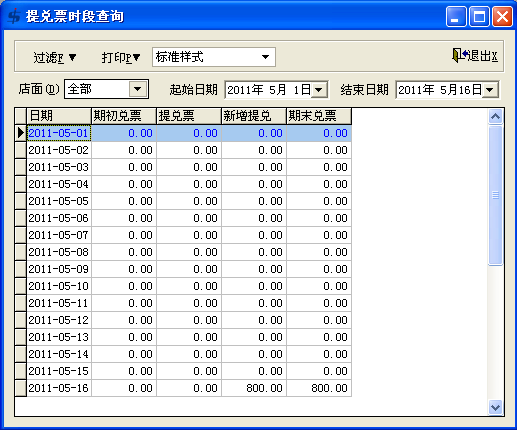 提兑票时段查询
过滤F ▼ 打印P▼ 标准样式 退出X
店面(D) 全部 起始日期 2011年 5月 1日 结束日期 2011年 5月16日
日期 期初兑票 提兑票 新增提兑 期末兑票
2011-05-01 0.00 0.00 0.00 0.00
2011-05-02 0.00 0.00 0.00 0.00
2011-05-03 0.00 0.00 0.00 0.00
2011-05-04 0.00 0.00 0.00 0.00
2011-05-05 0.00 0.00 0.00 0.00
2011-05-06 0.00 0.00 0.00 0.00
2011-05-07 0.00 0.00 0.00 0.00
2011-05-08 0.00 0.00 0.00 0.00
2011-05-09 0.00 0.00 0.00 0.00
2011-05-10 0.00 0.00 0.00 0.00
2011-05-11 0.00 0.00 0.00 0.00
2011-05-12 0.00 0.00 0.00 0.00
2011-05-13 0.00 0.00 0.00 0.00
2011-05-14 0.00 0.00 0.00 0.00
2011-05-15 0.00 0.00 0.00 0.00
2011-05-16 0.00 0.00 800.00 800.00